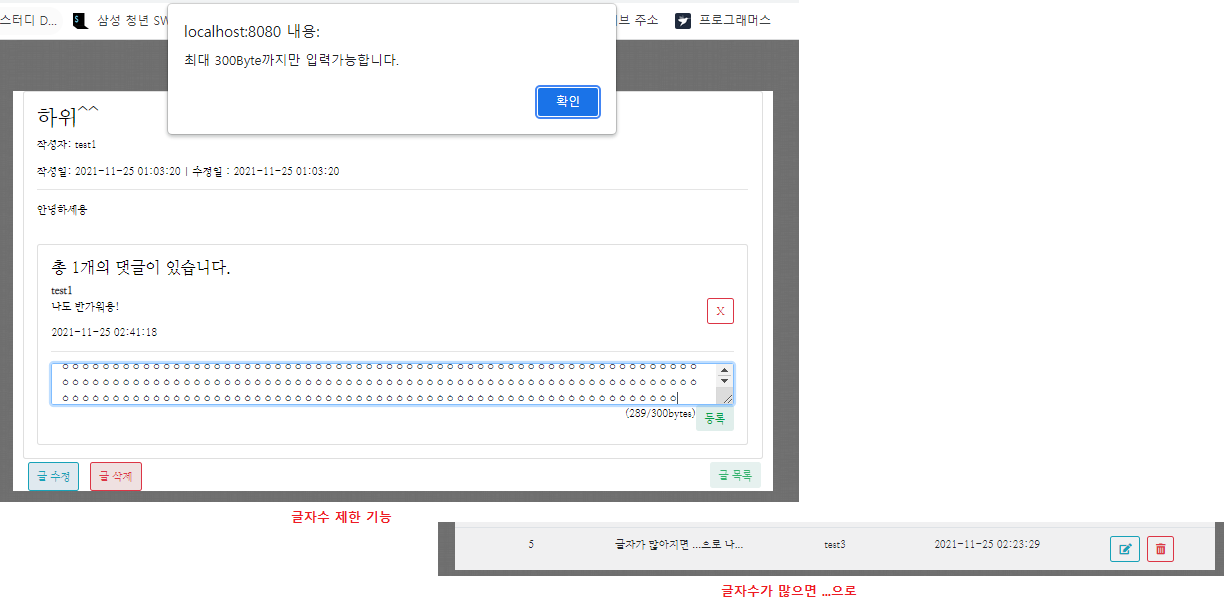 스터디 D... 삼성 청년 SW 브 주소 프로그래머스
localhost:8080 내용:
최대 300Byte까지만 입력가능합니다.
확인
하위^^
작성자: test1
작성일: 2021-11-25 01:03:20 | 수정일 : 2021-11-25 01:03:20
안녕하세용
총 1개의 댓글이 있습니다.
test1
나도 반가워용!
X
2021-11-25 02:41:18
(289/300bytes)
등록
글 수정 글 삭제 글 목록
글자수 제한 기능
5 글자가 많아지면 ...으로 나... test3 2021-11-25 02:23:29
글자수가 많으면 ...으로